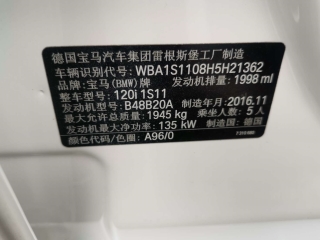 德国宝马汽车集团雷根斯堡工厂制造
车辆识别代号: WBA1S1108H5H21362
品牌: 宝马(BMW)牌 发动机排量: 1998 ml
整车型号: 120i 1S11
发动机型号: B48B20A 制造年月: 2016.11
最大允许总质量: 1945 kg 乘坐人数: 5 人
发动机最大净功率: 135 kW 制造国: 德国
颜色代码/色圈: A96/0